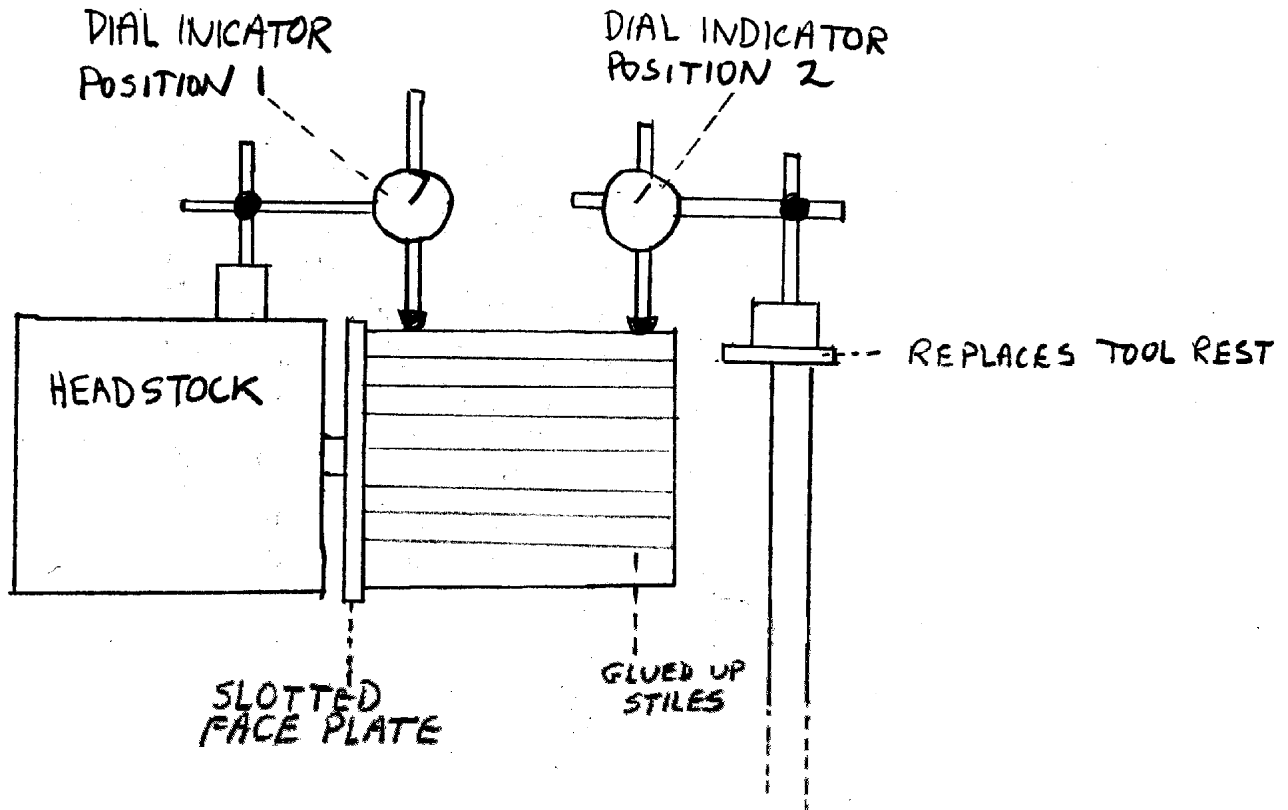 DIAL INICATOR
POSITION 1
DIAL INDICATOR
POSITION 2
REPLACES TOOL REST
HEADSTOCK
GLUED UP
STILES
SLOTTED
FACE PLATE